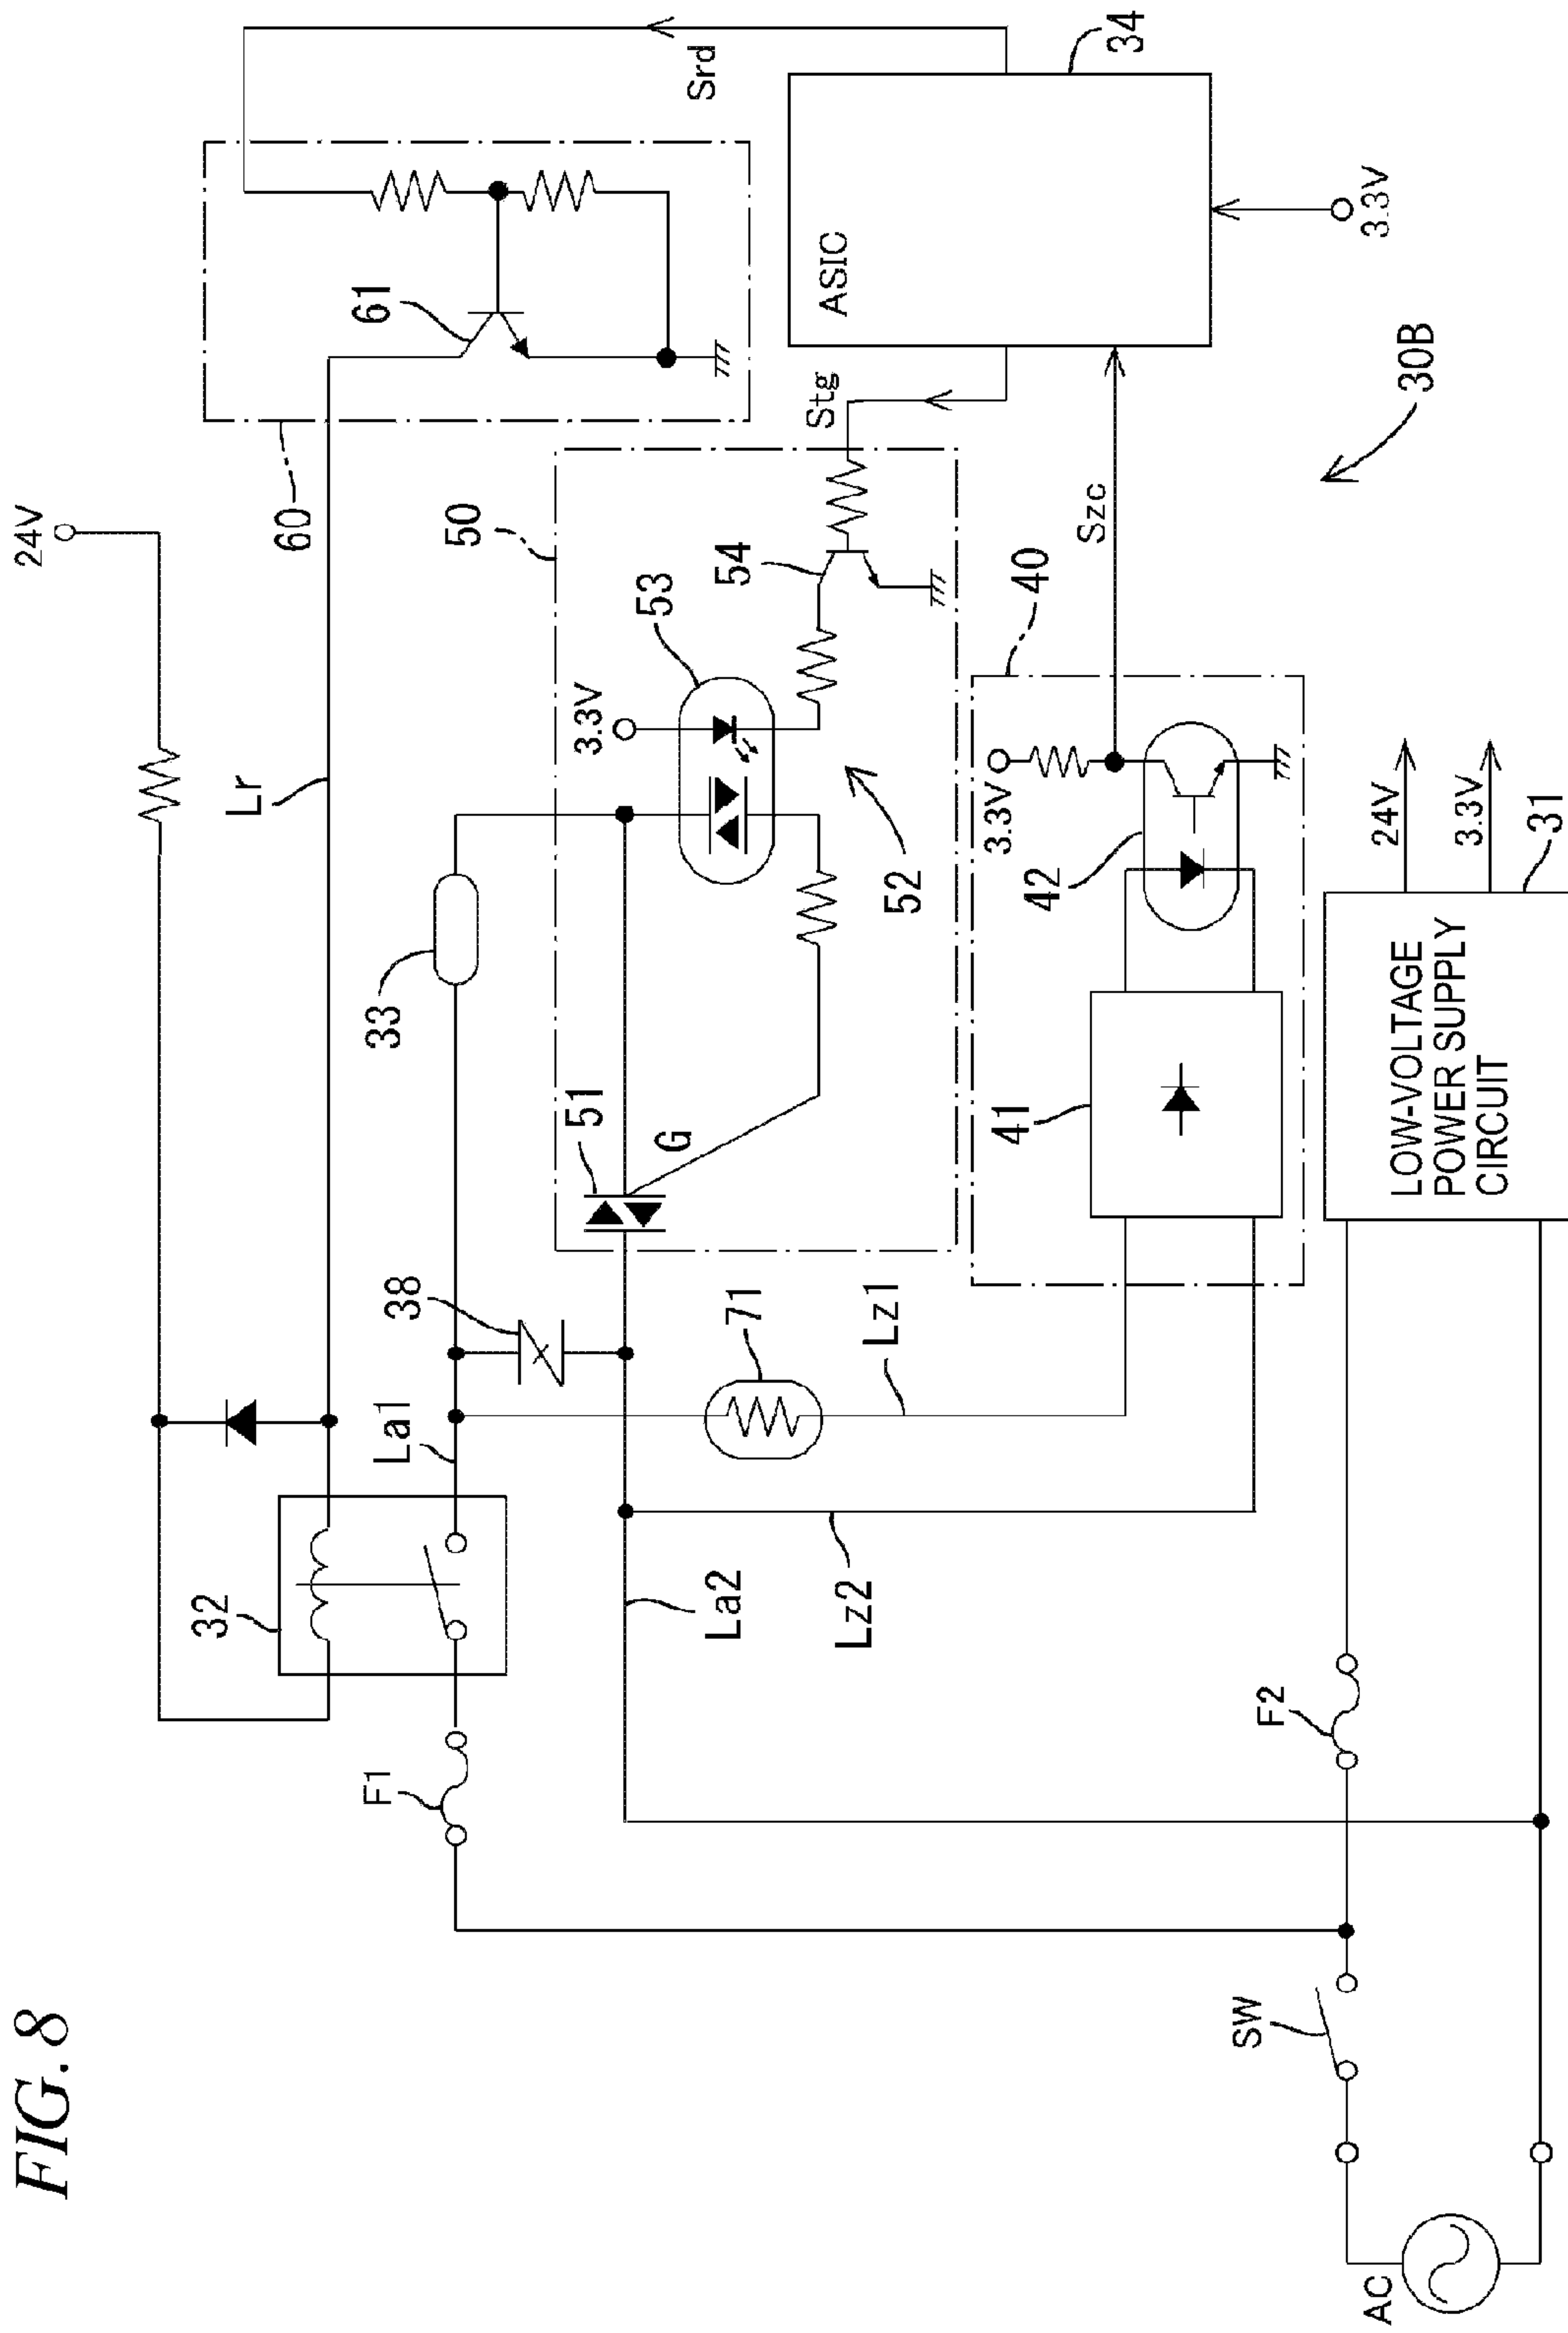 FIG. 8
24V
60
Srd
61
34
ASIC
3.3V
Stg
30B
Lr
50
54
53
3.3V
52
Szc
40
3.3V
42
41
33
51
G
38
71
Lz1
La1
32
La2
Lz2
F1
F2
SW
AC
24V
3.3V
31
LOW-VOLTAGE
POWER SUPPLY
CIRCUIT